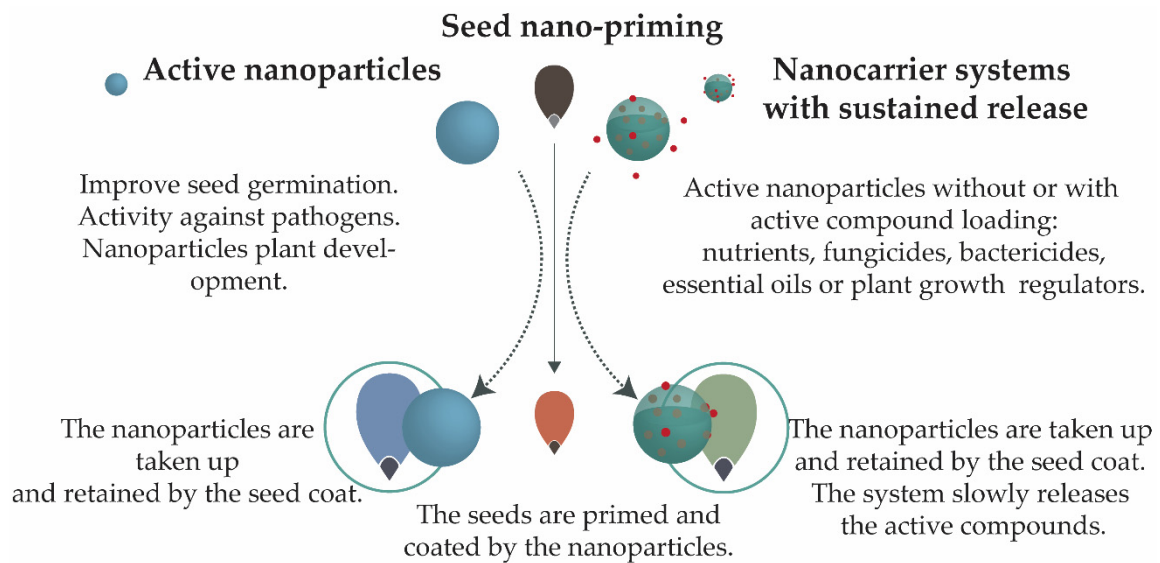 Seed nano-priming
Active nanoparticles
Improve seed germination.
Activity against pathogens.
Nanoparticles plant devel-
opment.
Nanocarrier systems
with sustained release
Active nanoparticles without or with
active compound loading:
nutrients, fungicides, bactericides,
essential oils or plant growth regulators.
The nanoparticles are
taken up
and retained by the seed coat.
The seeds are primed and
coated by the nanoparticles.
The nanoparticles are taken up
and retained by the seed coat.
The system slowly releases
the active compounds.